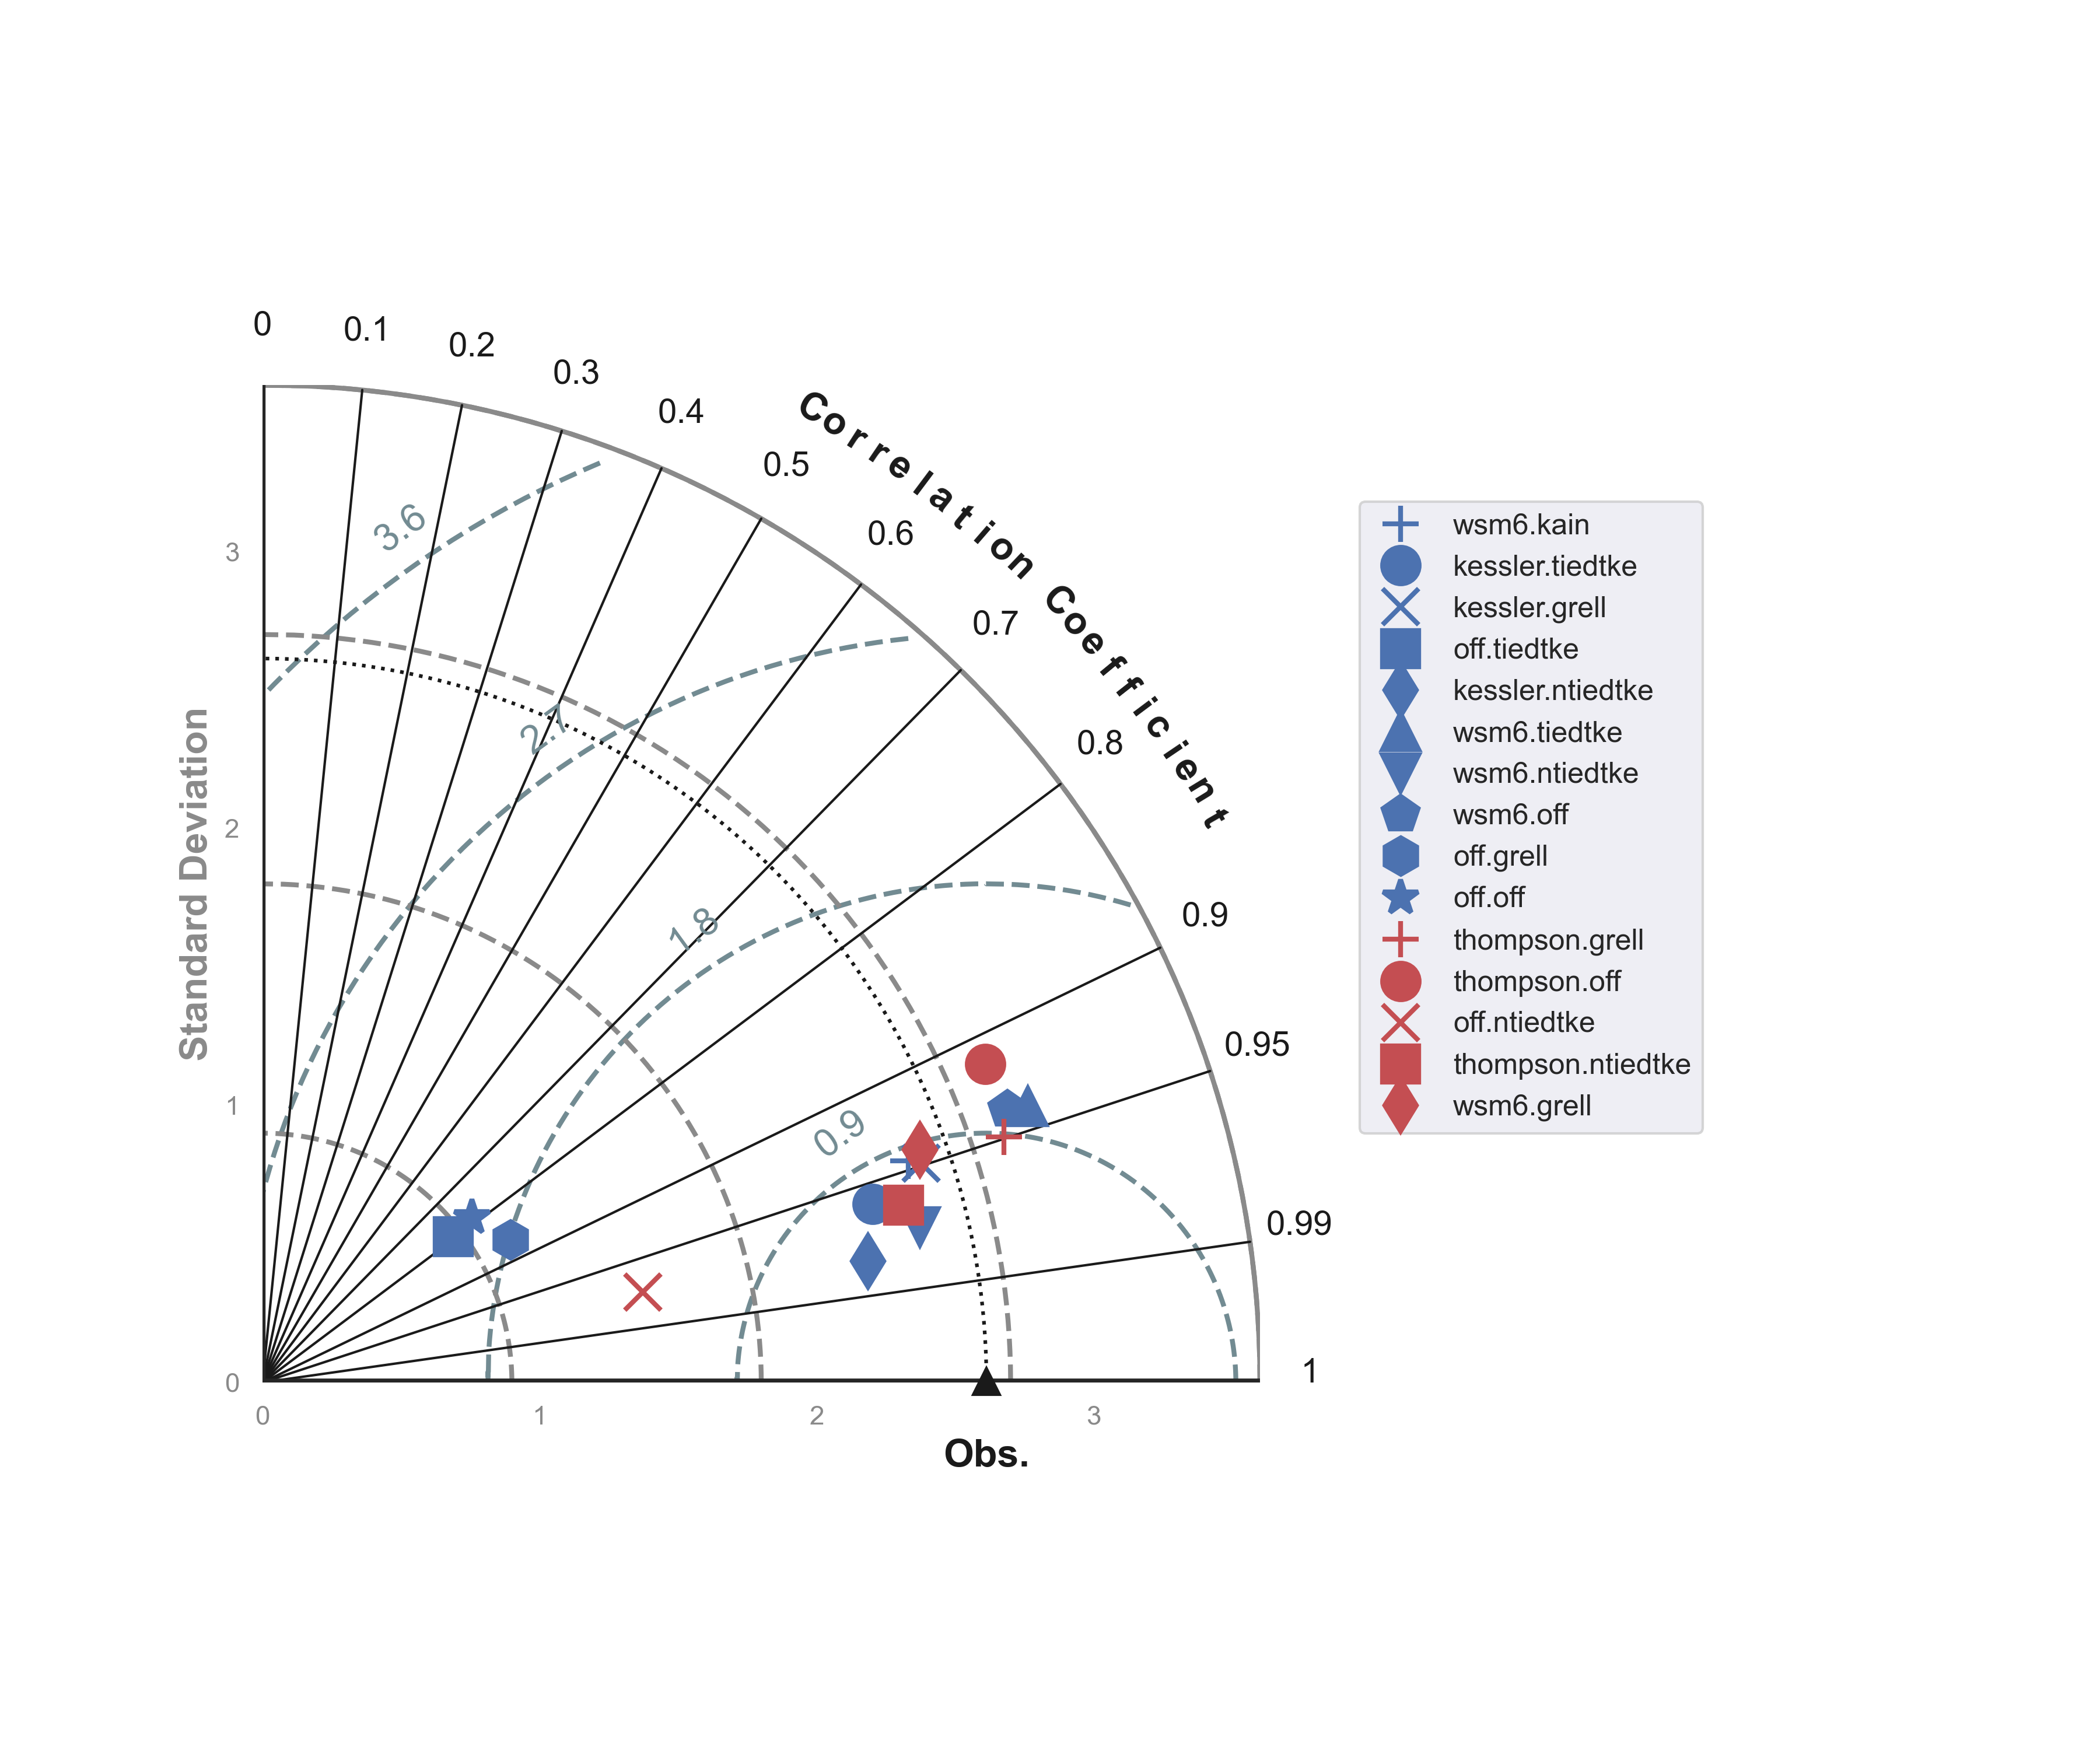 0
0.1
0.2
0.3
0.4
0.5
0.6
0.7
0.8
0.9
0.95
0.99
1
Correlation Coefficient
3.6
2.7
1.8
0.9
Standard Deviation
3
2
1
0
0
1
2
3
Obs.
wsm6.kain
kessler.tiedtke
kessler.grell
off.tiedtke
kessler.ntiedtke
wsm6.tiedtke
wsm6.ntiedtke
wsm6.off
off.grell
off.off
thompson.grell
thompson.off
off.ntiedtke
thompson.ntiedtke
wsm6.grell